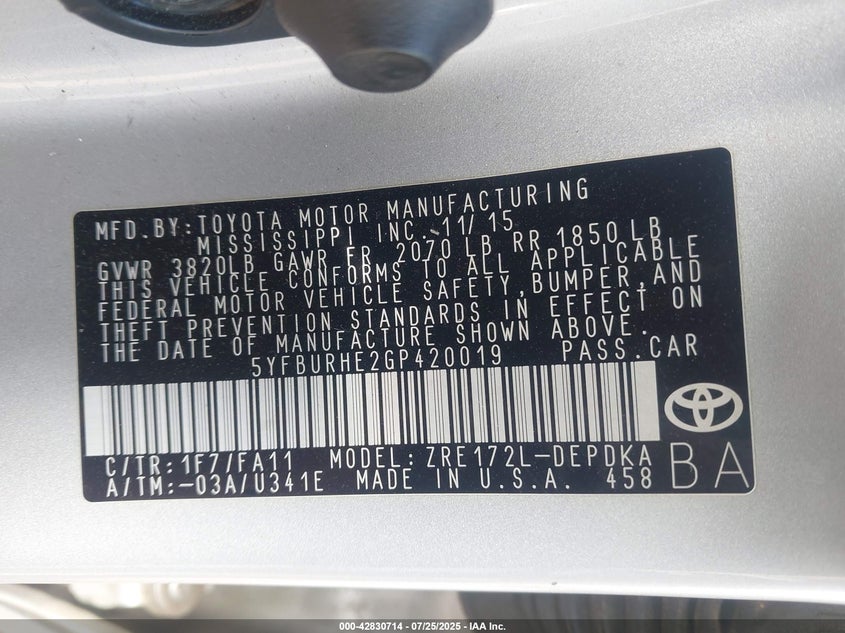 MFD.BY:TOYOTA MOTOR MANUFACTURING
MISSISSIPPI INC. 11/15
GVWR 3820LB GAWR FR 2070 LB RR 1850 LB
THIS VEHICLE CONFORMS TO ALL APPLICABLE
FEDERAL MOTOR VEHICLE SAFETY,BUMPER,AND
THEFT PREVENTION STANDARDS IN EFFECT ON
THE DATE OF MANUFACTURE SHOWN ABOVE.
5YFBURHE2GP420019 PASS.CAR
C/TR:1F7/FA11 MODEL:ZRE172L-DEPDKA
A/TM:-03A/U341E MADE IN U.S.A. 458
BA
000-42830714 - 07/25/2025 - IAA Inc.